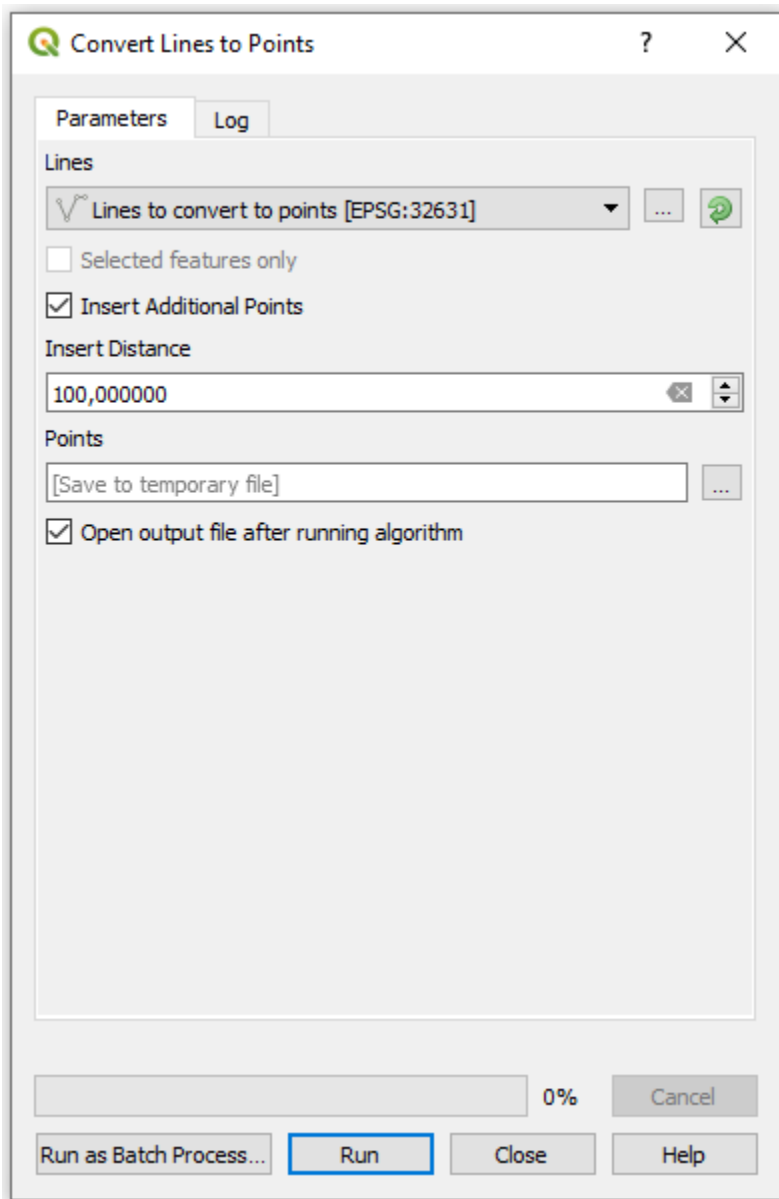 Convert Lines to Points
?
Parameters
Log
Lines
Lines to convert to points [EPSG:32631]
...
Selected features only
Insert Additional Points
Insert Distance
100,000000
Points
[Save to temporary file]
...
Open output file after running algorithm
0%
Cancel
Run as Batch Process...
Run
Close
Help